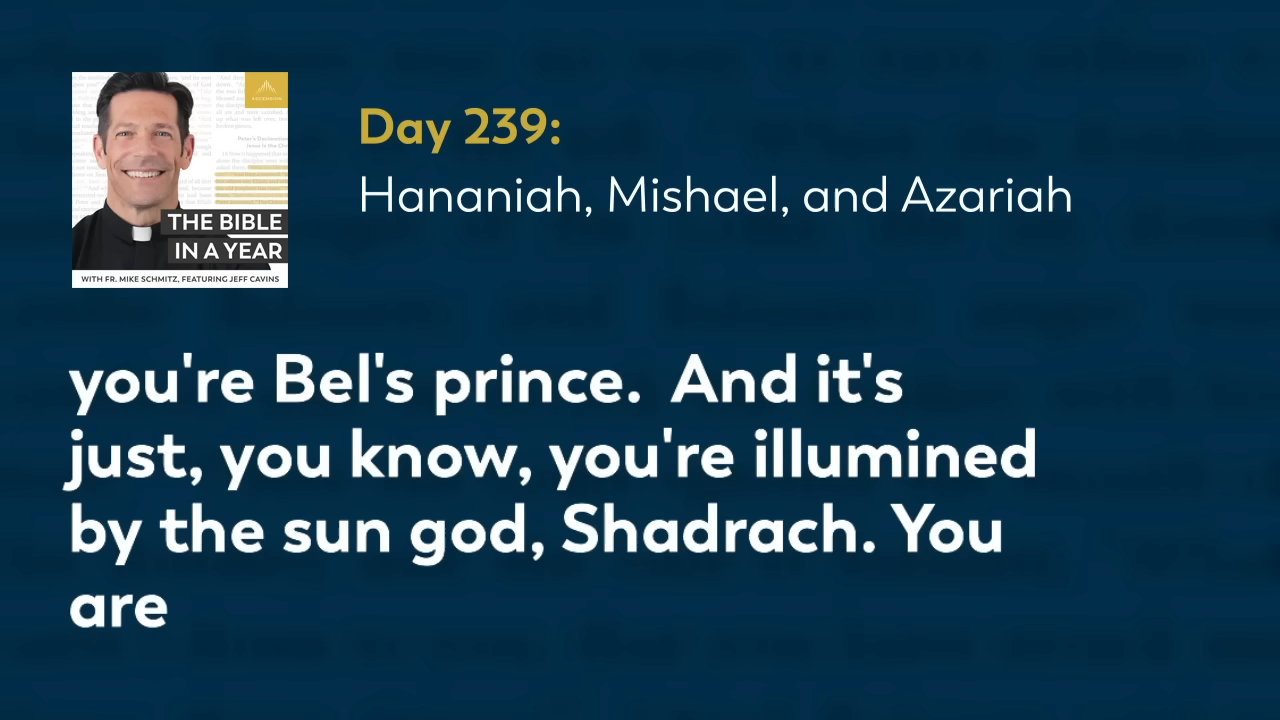 ASCENSION
THE BIBLE
IN A YEAR
WITH FR. MIKE SCHMITZ, FEATURING JEFF CAVINS
Day 239:
Hananiah, Mishael, and Azariah
you're Bel's prince. And it's
just, you know, you're illumined
by the sun god, Shadrach. You
are